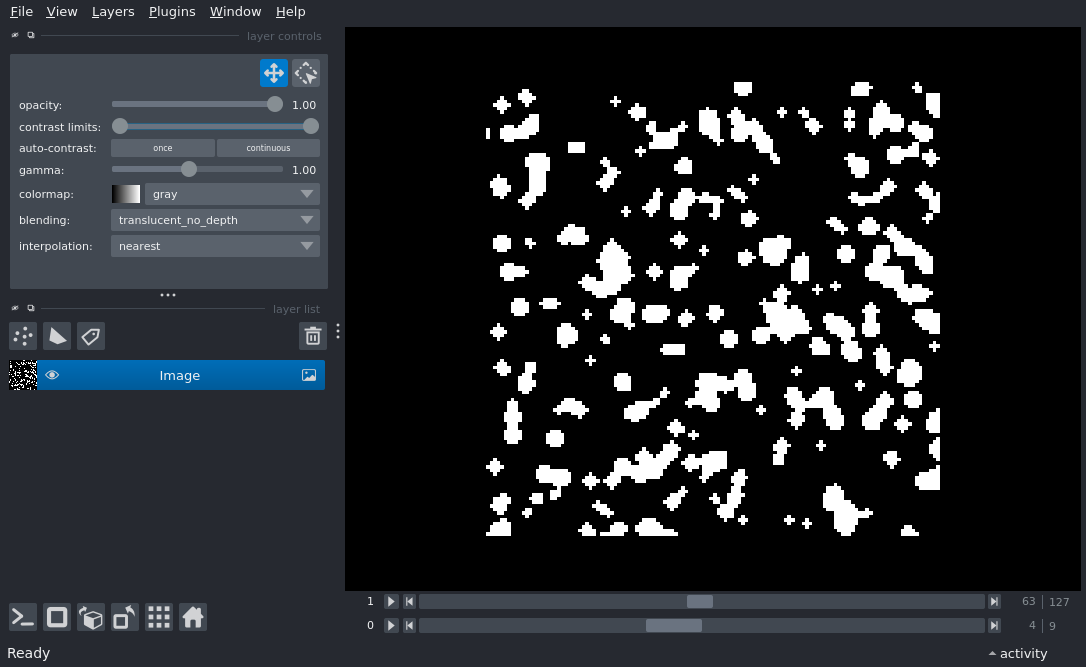 File View Layers Plugins Window Help
layer controls
opacity: 1.00
contrast limits:
auto-contrast: once continuous
gamma: 1.00
colormap: gray
blending: translucent_no_depth
interpolation: nearest
layer list
Image
1 63 127
0 4 9
Ready activity